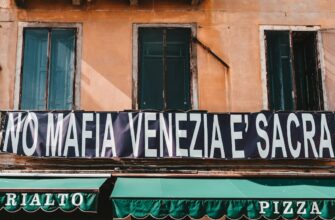 NO MAFIA VENEZIA E' SACRA
RIALTO PIZZA